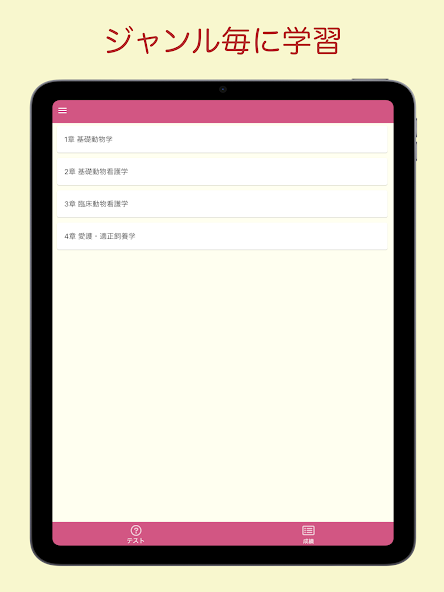 ジャンル毎に学習
1章 基礎動物学
2章 基礎動物看護学
3章 臨床動物看護学
4章 愛護・適正飼養学
テスト
成績